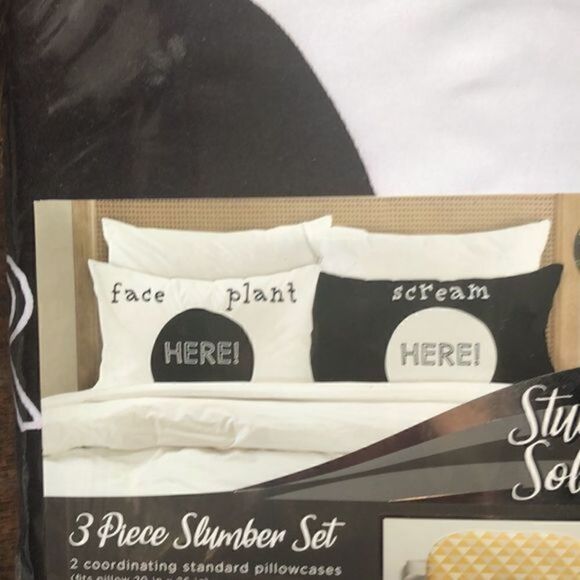 face plant
HERE!
scream
HERE!
3 Piece Slumber Set
2 coordinating standard pillowcases